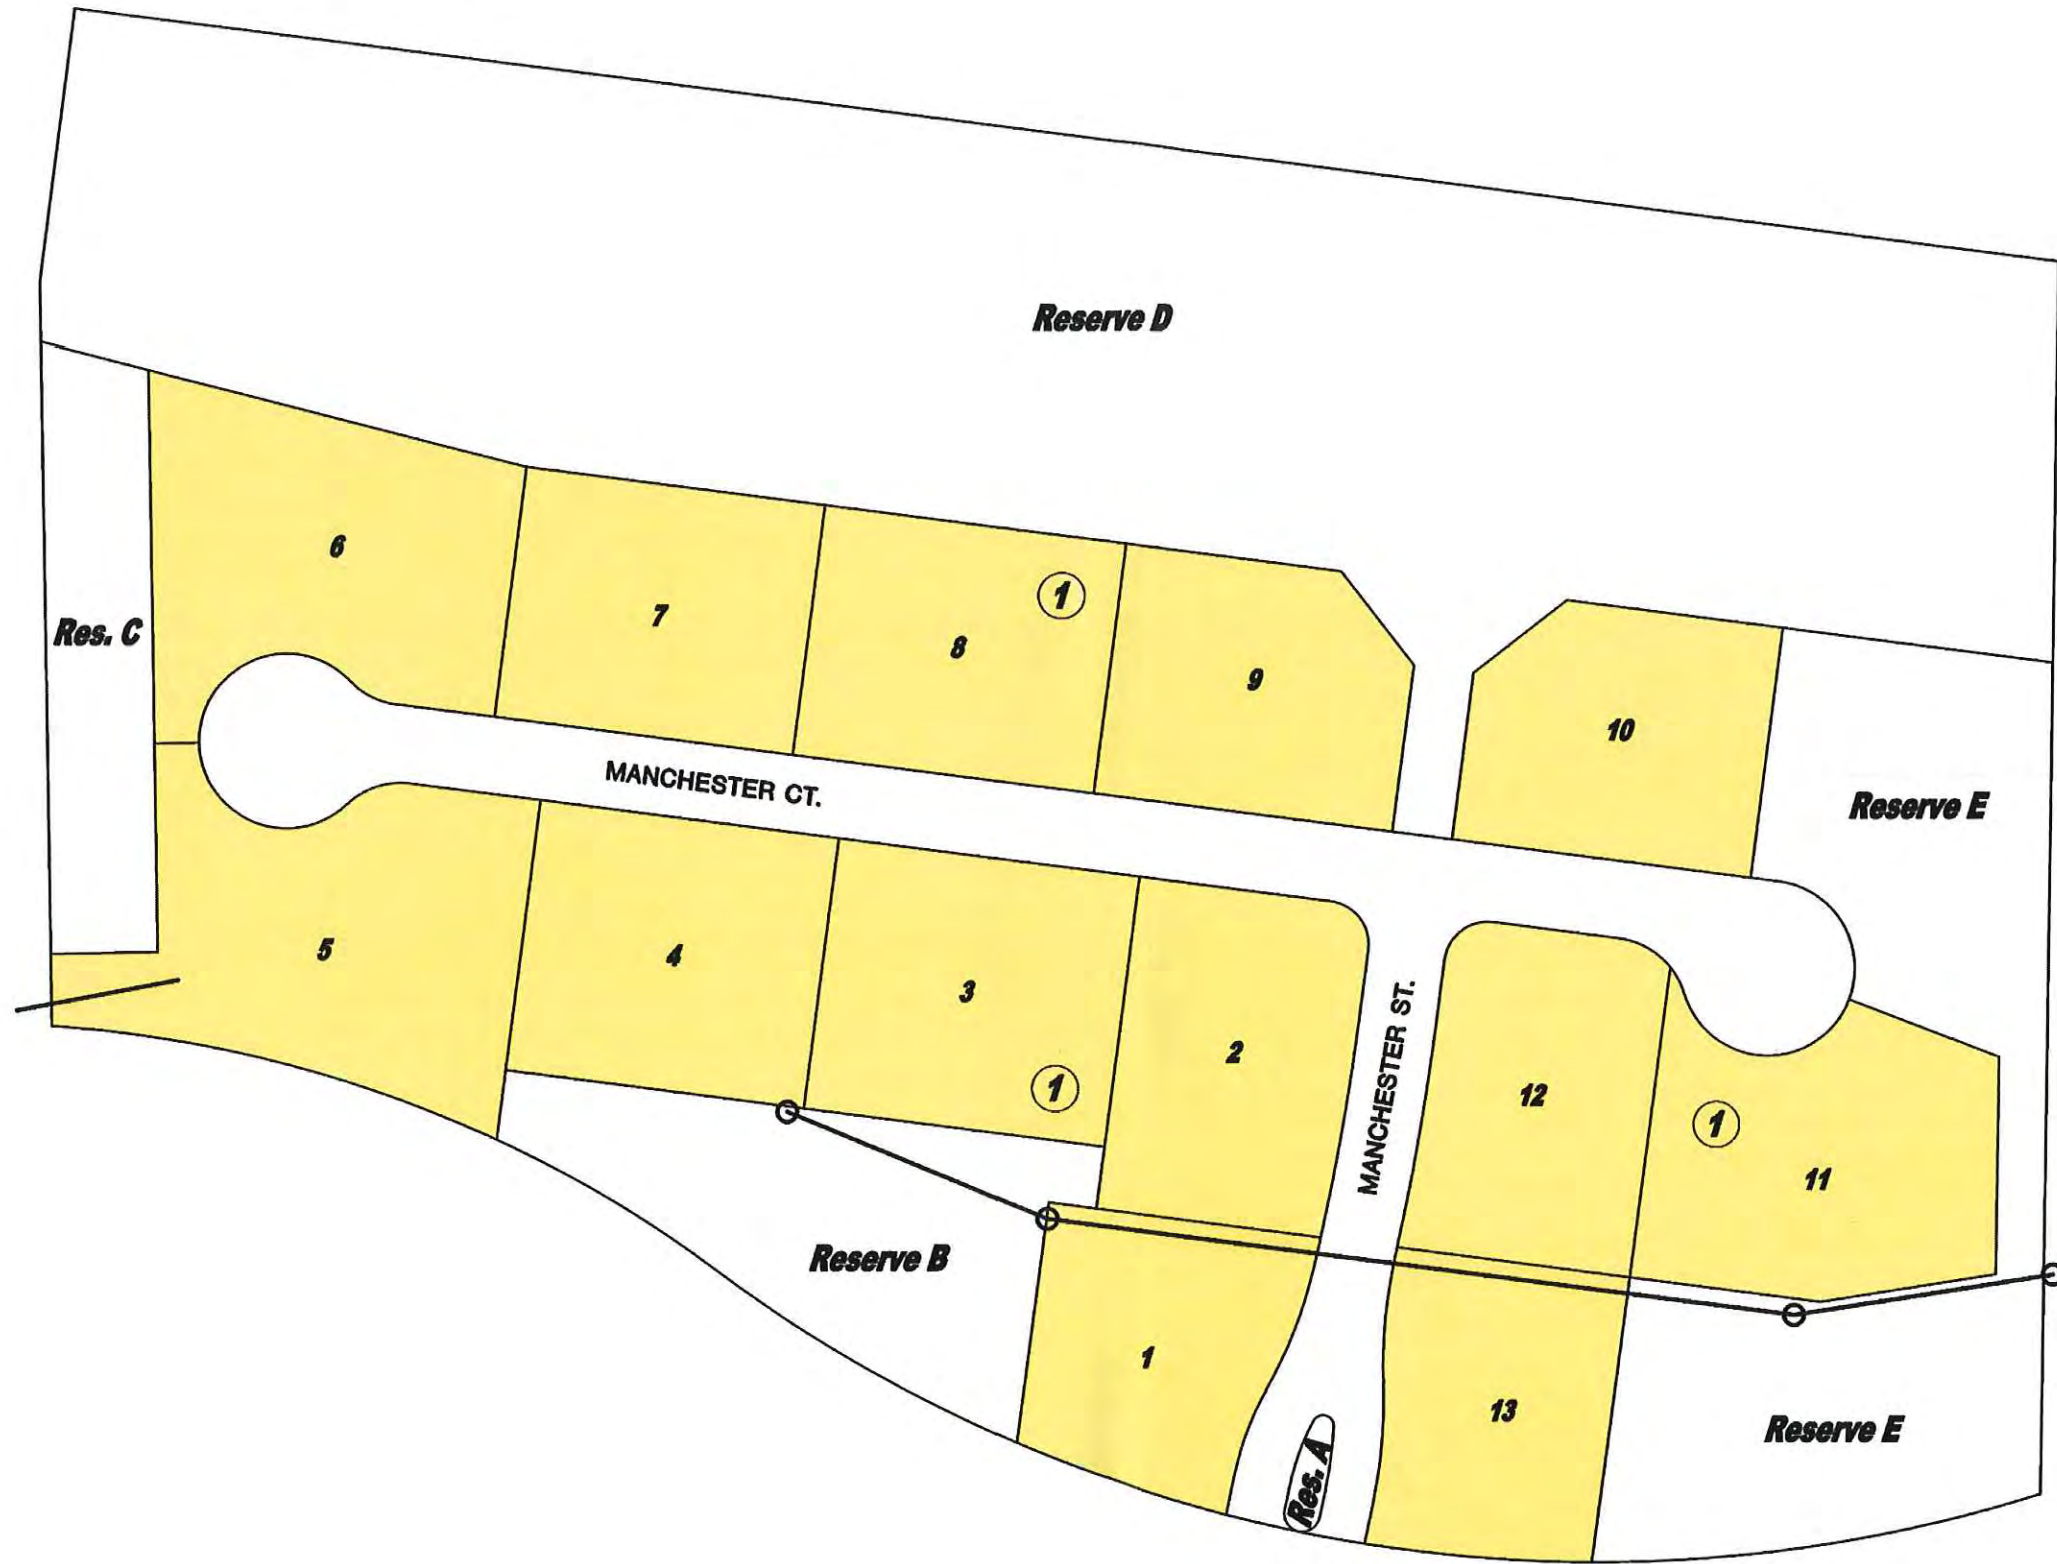 Reserve D
6
Res. C
7
8
1
9
10
MANCHESTER CT.
Reserve E
5
4
3
1
2
MANCHESTER ST.
12
1
11
Reserve B
1
13
Res. A
Reserve E